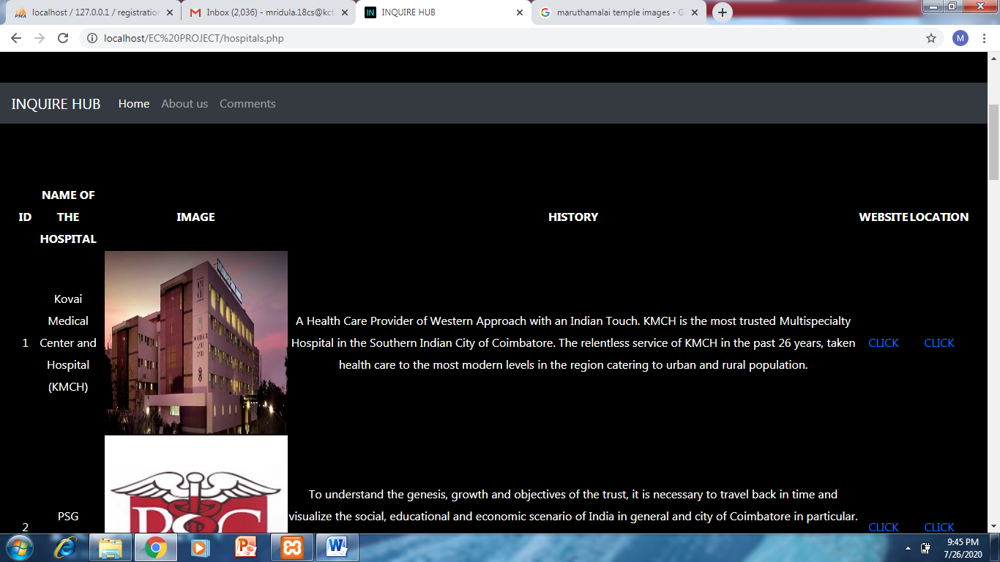 localhost / 127.0.0.1 / registration
Inbox (2,036) - mridula.18cs@kct
INQUIRE HUB
maruthamalai temple images - G
localhost/EC%20PROJECT/hospitals.php
M
INQUIRE HUB Home About us Comments
ID
NAME OF
THE
HOSPITAL
IMAGE
HISTORY
WEBSITE
LOCATION
1
Kovai
Medical
Center and
Hospital
(KMCH)
A Health Care Provider of Western Approach with an Indian Touch. KMCH is the most trusted Multispecialty
Hospital in the Southern Indian City of Coimbatore. The relentless service of KMCH in the past 26 years, taken
health care to the most modern levels in the region catering to urban and rural population.
CLICK
CLICK
2
PSG
To understand the genesis, growth and objectives of the trust, it is necessary to travel back in time and
visualize the social, educational and economic scenario of India in general and city of Coimbatore in particular.
CLICK
CLICK
9:45 PM
7/26/2020